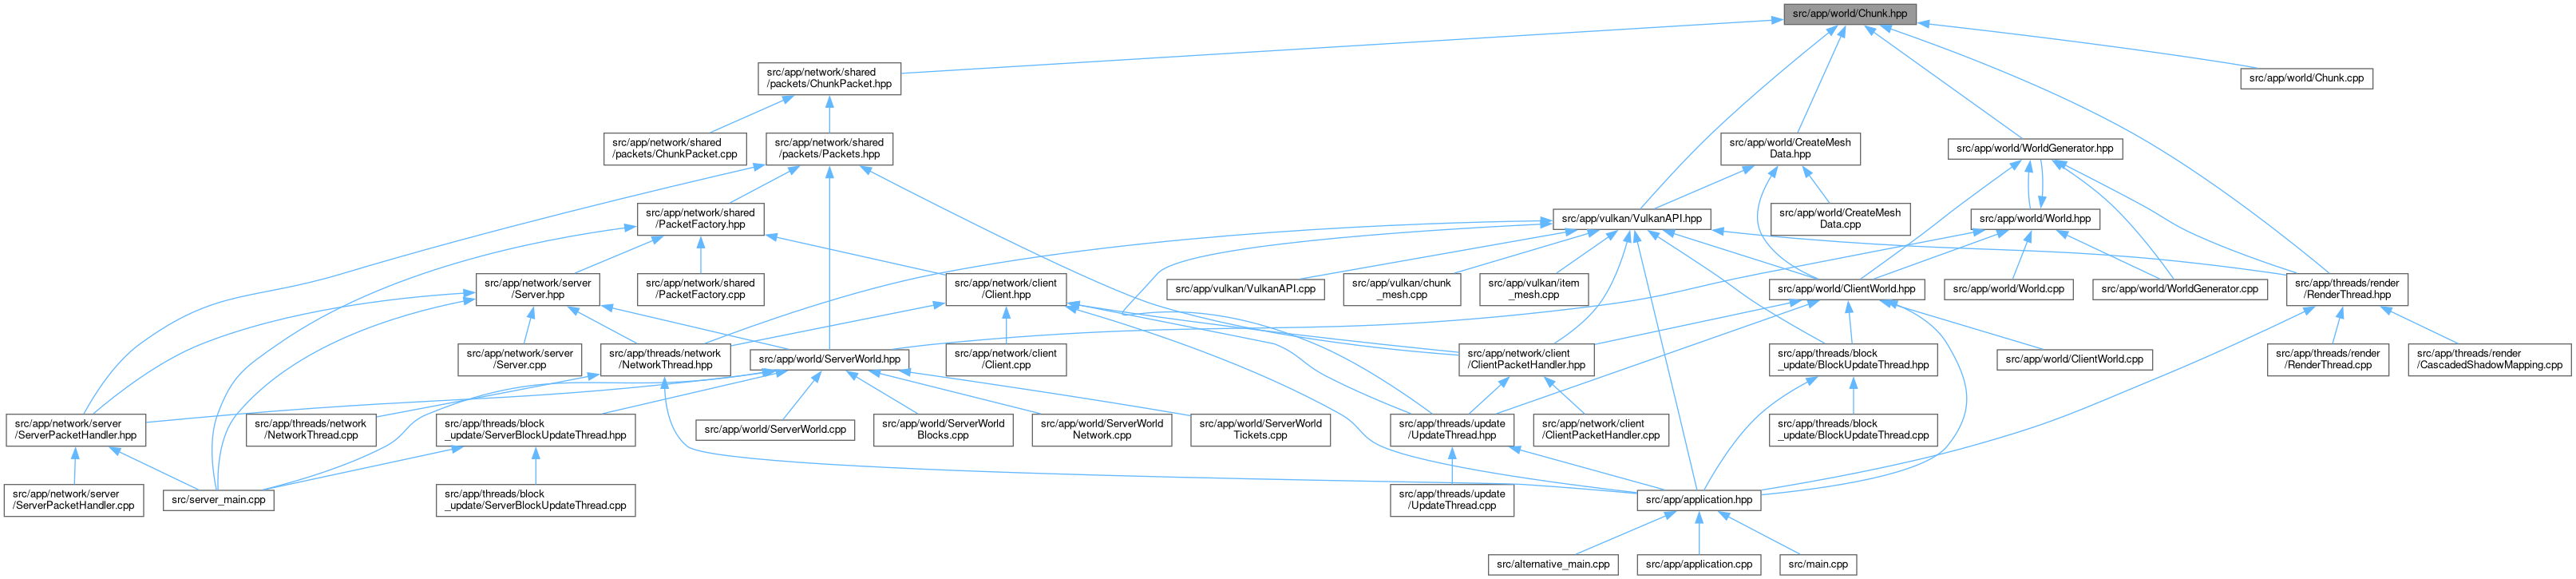 src/app/world/Chunk.hpp
src/app/network/shared
/packets/ChunkPacket.hpp
src/app/world/Chunk.cpp
src/app/network/shared
/packets/ChunkPacket.cpp
src/app/network/shared
/packets/Packets.hpp
src/app/world/CreateMesh
Data.hpp
src/app/world/WorldGenerator.hpp
src/app/network/shared
/PacketFactory.hpp
src/app/vulkan/VulkanAPI.hpp
src/app/world/CreateMesh
Data.cpp
src/app/world/World.hpp
src/app/network/server
/Server.hpp
src/app/network/shared
/PacketFactory.cpp
src/app/network/client
/Client.hpp
src/app/vulkan/VulkanAPI.cpp
src/app/vulkan/chunk
_mesh.cpp
src/app/vulkan/item
_mesh.cpp
src/app/world/ClientWorld.hpp
src/app/world/World.cpp
src/app/world/WorldGenerator.cpp
src/app/threads/render
/RenderThread.hpp
src/app/network/server
/Server.cpp
src/app/threads/network
/NetworkThread.hpp
src/app/world/ServerWorld.hpp
src/app/network/client
/Client.cpp
src/app/network/client
/ClientPacketHandler.hpp
src/app/threads/block
_update/BlockUpdateThread.hpp
src/app/world/ClientWorld.cpp
src/app/threads/render
/RenderThread.cpp
src/app/threads/render
/CascadedShadowMapping.cpp
src/app/network/server
/ServerPacketHandler.hpp
src/app/threads/network
/NetworkThread.cpp
src/app/threads/block
_update/ServerBlockUpdateThread.hpp
src/app/world/ServerWorld.cpp
src/app/world/ServerWorld
Blocks.cpp
src/app/world/ServerWorld
Network.cpp
src/app/world/ServerWorld
Tickets.cpp
src/app/threads/update
/UpdateThread.hpp
src/app/network/client
/ClientPacketHandler.cpp
src/app/threads/block
_update/BlockUpdateThread.cpp
src/app/network/server
/ServerPacketHandler.cpp
src/server_main.cpp
src/app/threads/block
_update/ServerBlockUpdateThread.cpp
src/app/threads/update
/UpdateThread.cpp
src/app/application.hpp
src/alternative_main.cpp
src/app/application.cpp
src/main.cpp